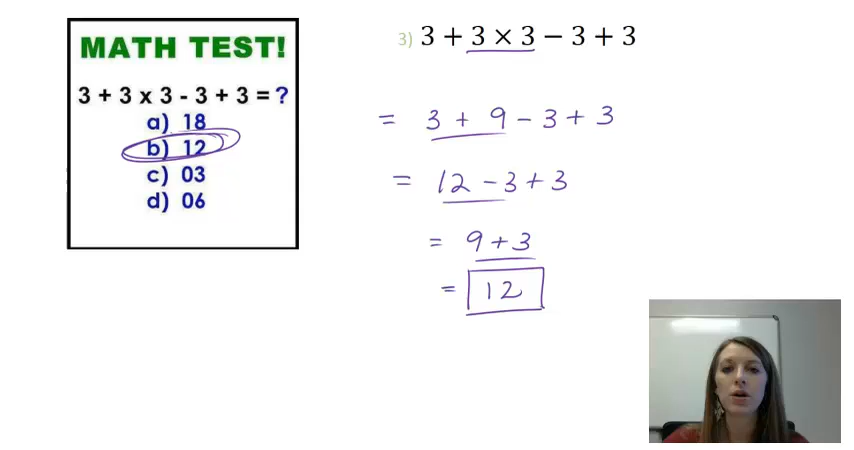 MATH TEST!
3 + 3 x 3 - 3 + 3 = ?
a) 18
b) 12
c) 03
d) 06
3) 3 + 3 × 3 − 3 + 3
= 3 + 9 - 3 + 3
= 12 - 3 + 3
= 9 + 3
= 12